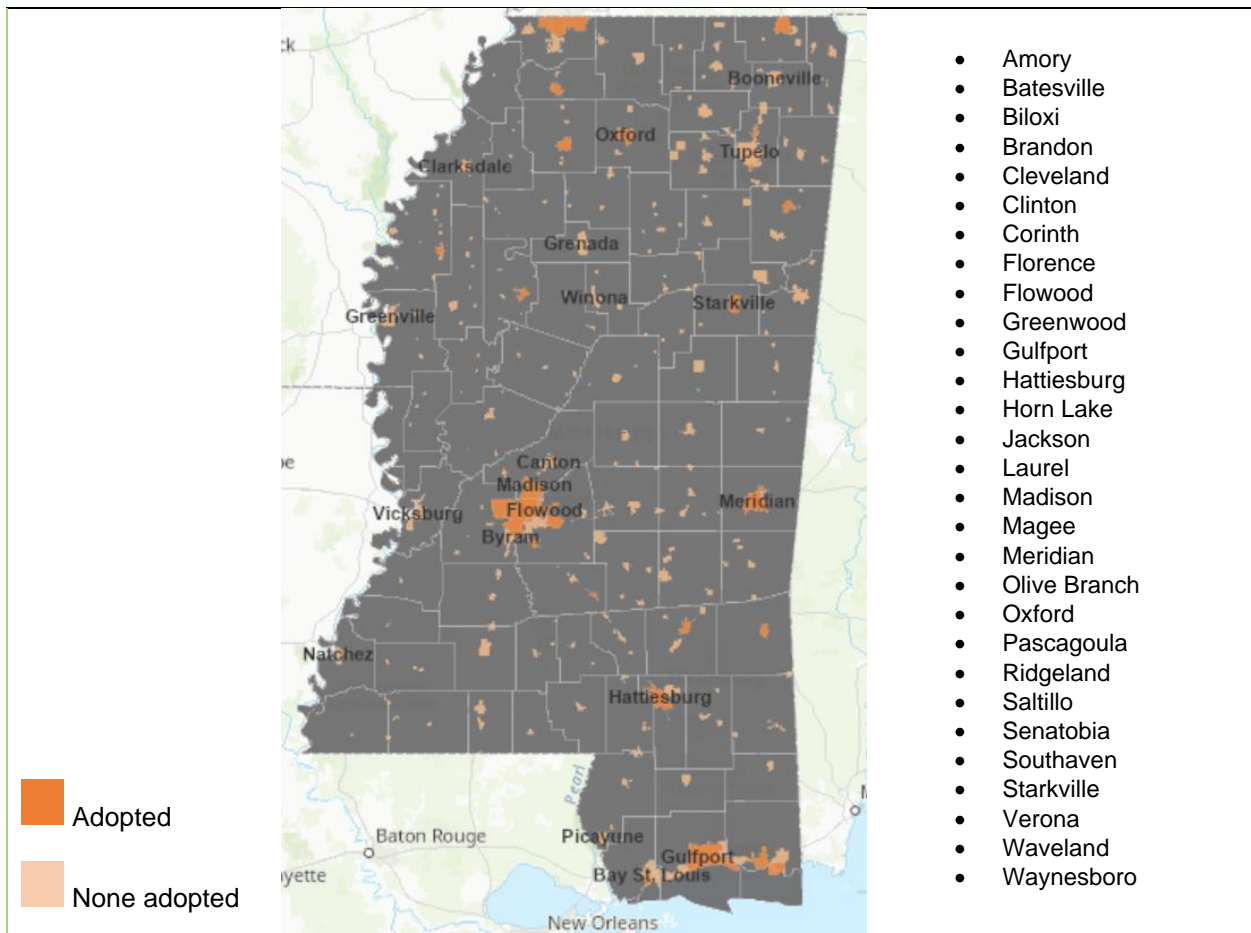 ck
Booneville
Oxford
Tupelo
Clarksdale
Grenada
Winona
Starkville
Greenville
oe
Canton
Madison
Flowood
Vicksburg
Meridian
Byram
Natchez
Hattiesburg
Pearl
Baton Rouge
Picayune
Gulfport
Bay St. Louis
ayette
New Orleans
M
Adopted
None adopted
• Amory
• Batesville
• Biloxi
• Brandon
• Cleveland
• Clinton
• Corinth
• Florence
• Flowood
• Greenwood
• Gulfport
• Hattiesburg
• Horn Lake
• Jackson
• Laurel
• Madison
• Magee
• Meridian
• Olive Branch
• Oxford
• Pascagoula
• Ridgeland
• Saltillo
• Senatobia
• Southaven
• Starkville
• Verona
• Waveland
• Waynesboro